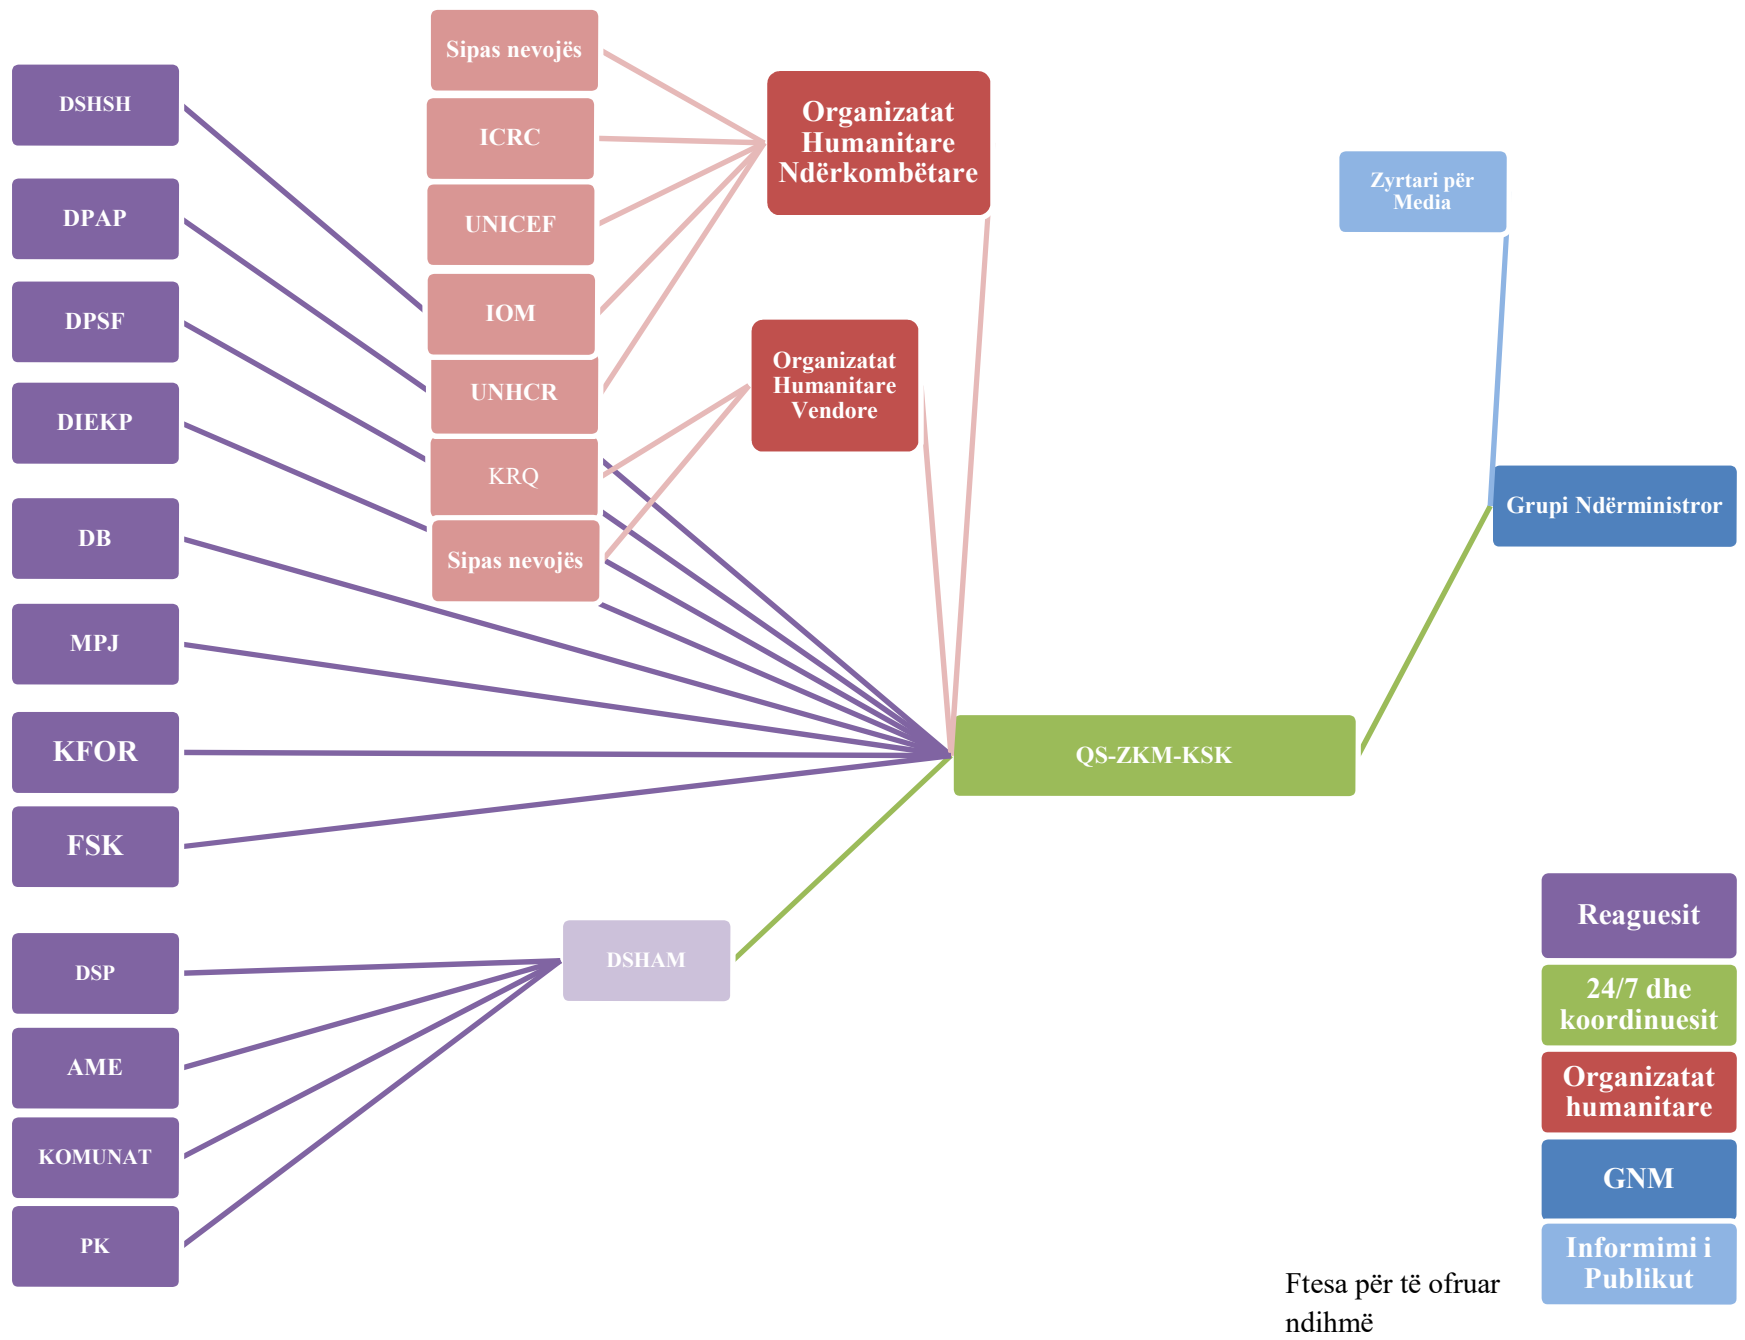 Sipas nevojës
ICRC
UNICEF
IOM
UNHCR
KRQ
Sipas nevojës
DSHSH
DPAP
DPSF
DIEKP
DB
MPJ
KFOR
FSK
DSP
AME
KOMUNAT
PK
DSHAM
Organizatat
Humanitare
Ndërkombëtare
Organizatat
Humanitare
Vendore
QS-ZKM-KSK
Zyrtari për
Media
Grupi Ndërministror
Reaguesit
24/7 dhe
koordinuesit
Organizatat
humanitare
GNM
Informimi i
Publikut
Ftesa për të ofruar
ndihmë